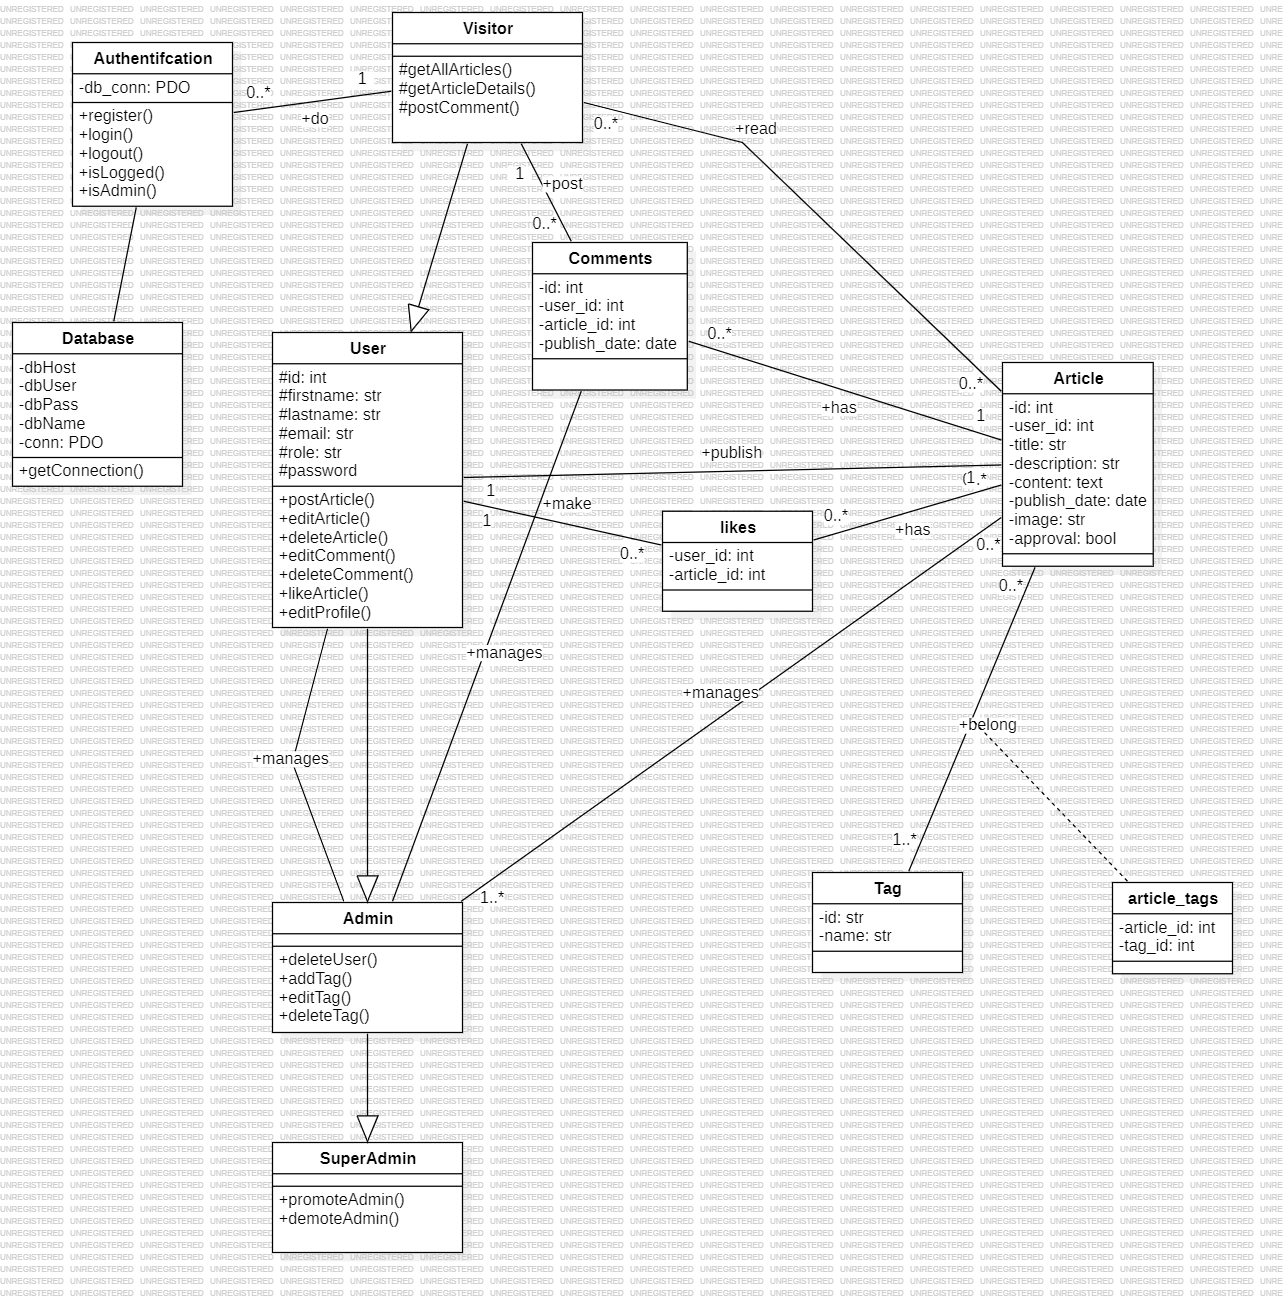 Visitor
#getAllArticles()
#getArticleDetails()
#postComment()
Authentifcation
-db_conn: PDO
+register()
+login()
+logout()
+isLogged()
+isAdmin()
0..*
1
+do
0..*
+read
1
+post
0..*
Comments
-id: int
-user_id: int
-article_id: int
-publish_date: date
Database
-dbHost
-dbUser
-dbPass
-dbName
-conn: PDO
+getConnection()
User
#id: int
#firstname: str
#lastname: str
#email: str
#role: str
#password
+postArticle()
+editArticle()
+deleteArticle()
+editComment()
+deleteComment()
+likeArticle()
+editProfile()
0..*
+has
0..*
1
Article
-id: int
-user_id: int
-title: str
-description: str
-content: text
-publish_date: date
-image: str
-approval: bool
+publish
1
1
+make
0..*
likes
-user_id: int
-article_id: int
0..*
+has
1
..*
0..*
0..*
+manages
+manages
+manages
+belong
1..*
1..*
Tag
-id: str
-name: str
article_tags
-article_id: int
-tag_id: int
Admin
+deleteUser()
+addTag()
+editTag()
+deleteTag()
SuperAdmin
+promoteAdmin()
+demoteAdmin()
UNREGISTERED